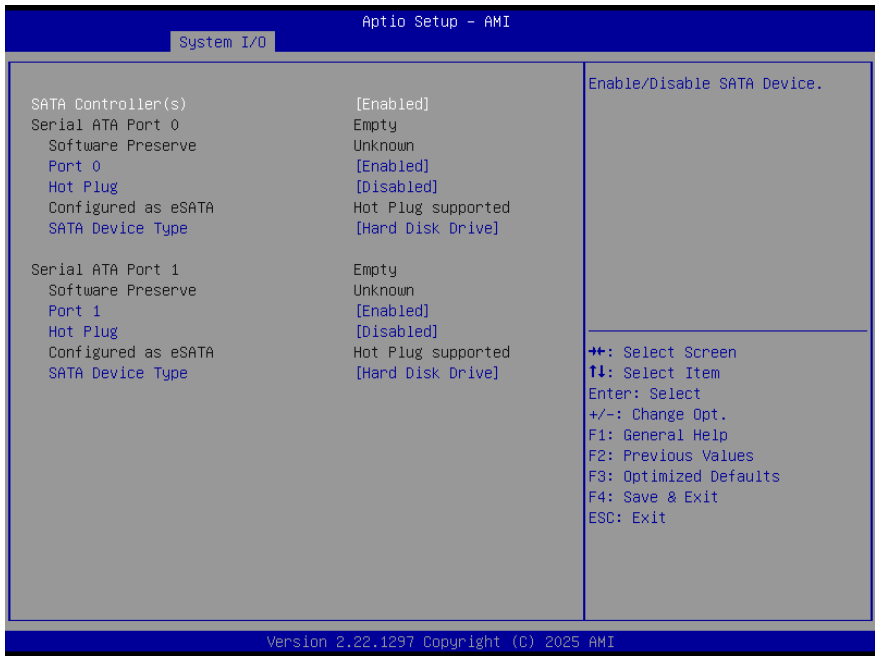 Aptio Setup – AMI
System I/O
SATA Controller(s) [Enabled]
Serial ATA Port 0 Empty
Software Preserve Unknown
Port 0 [Enabled]
Hot Plug [Disabled]
Configured as eSATA Hot Plug supported
SATA Device Type [Hard Disk Drive]
Serial ATA Port 1 Empty
Software Preserve Unknown
Port 1 [Enabled]
Hot Plug [Disabled]
Configured as eSATA Hot Plug supported
SATA Device Type [Hard Disk Drive]
Enable/Disable SATA Device.
→←: Select Screen
↑↓: Select Item
Enter: Select
+/-: Change Opt.
F1: General Help
F2: Previous Values
F3: Optimized Defaults
F4: Save & Exit
ESC: Exit
Version 2.22.1297 Copyright (C) 2025 AMI